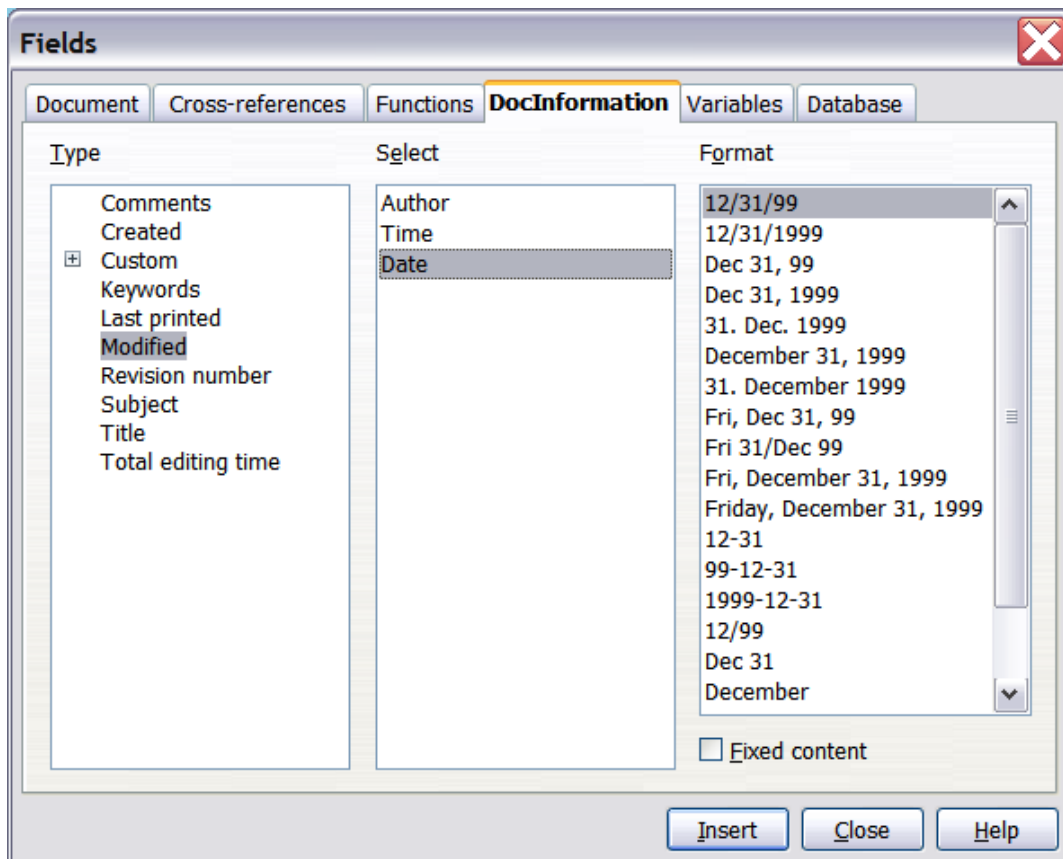 Fields
Document Cross-references Functions DocInformation Variables Database
Type
Comments
Created
Custom
Keywords
Last printed
Modified
Revision number
Subject
Title
Total editing time
Select
Author
Time
Date
Format
12/31/99
12/31/1999
Dec 31, 99
Dec 31, 1999
31. Dec. 1999
December 31, 1999
31. December 1999
Fri, Dec 31, 99
Fri 31/Dec 99
Fri, December 31, 1999
Friday, December 31, 1999
12-31
99-12-31
1999-12-31
12/99
Dec 31
December
Fixed content
Insert Close Help